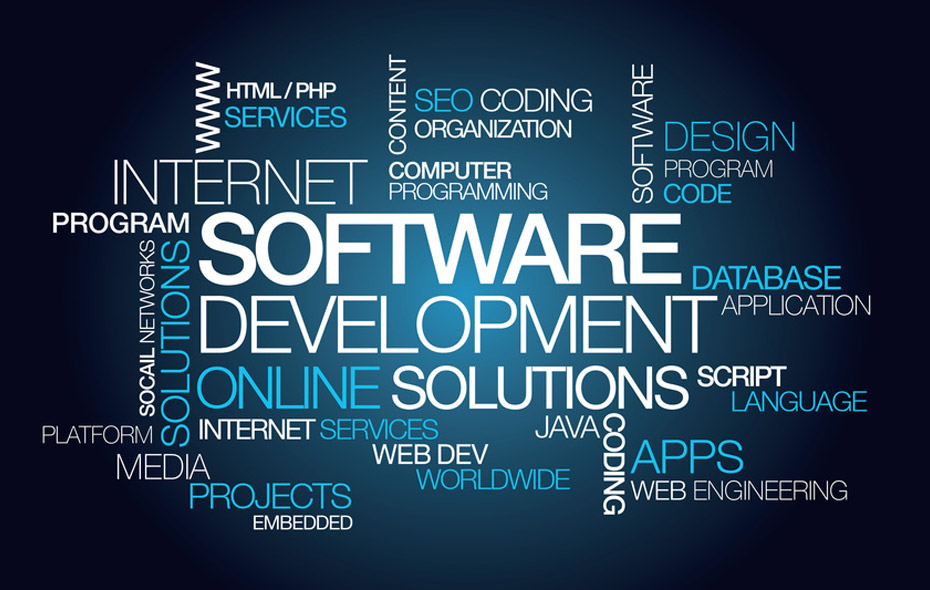 WWW
HTML / PHP
SERVICES
CONTENT
SEO CODING
ORGANIZATION
COMPUTER
PROGRAMMING
SOFTWARE
DESIGN
PROGRAM
CODE
INTERNET
PROGRAM
SOFTWARE
DEVELOPMENT
DATABASE
APPLICATION
SOCAIL NETWORKS
SOLUTIONS
ONLINE SOLUTIONS
SCRIPT
LANGUAGE
PLATFORM
INTERNET SERVICES
JAVA
CODING
MEDIA
WEB DEV
WORLDWIDE
APPS
WEB ENGINEERING
PROJECTS
EMBEDDED